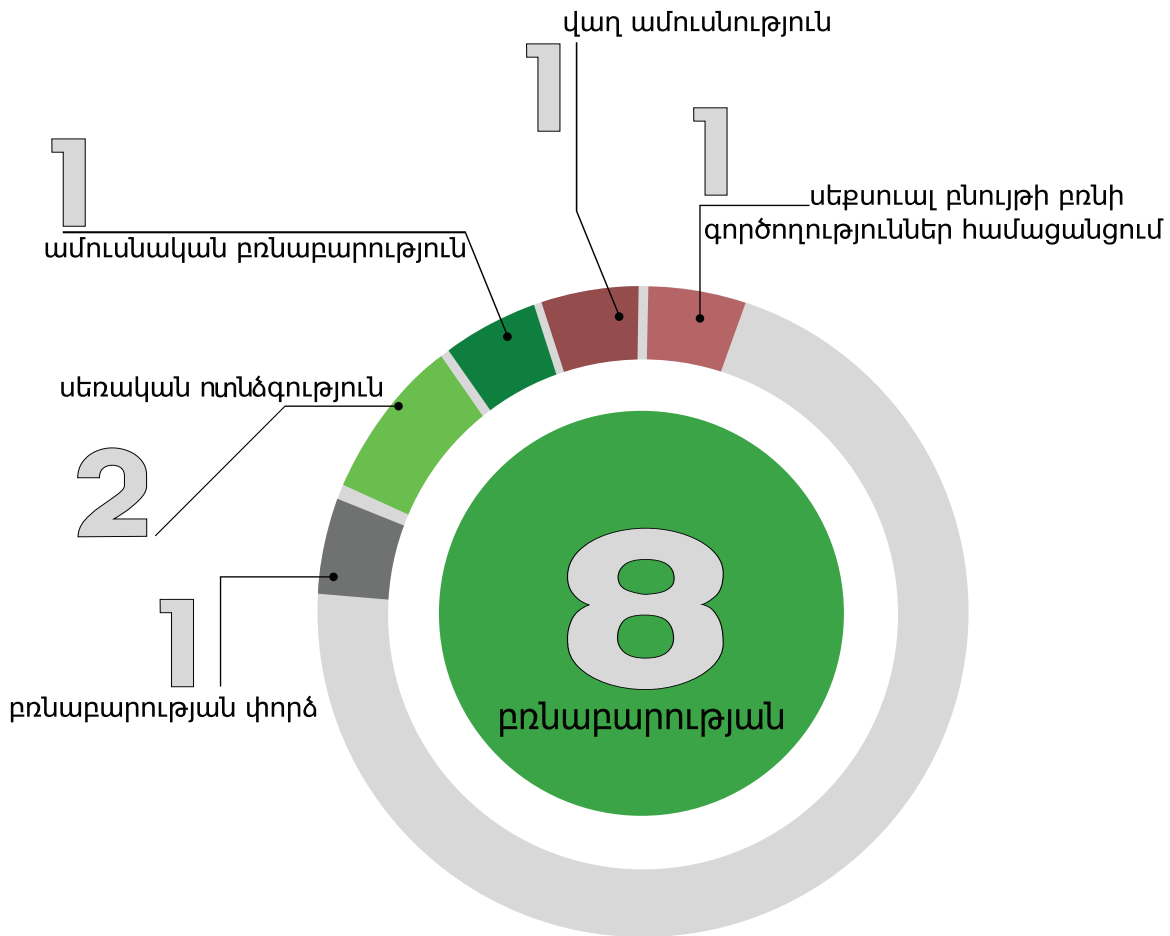 1
վաղ ամուսնություն
1
սեքսուալ բնույթի բռնի
գործողություններ համացանցում
1
ամուսնական բռնաբարություն
սեռական ոտնձգություն
2
1
բռնաբարության փորձ
8
բռնաբարության